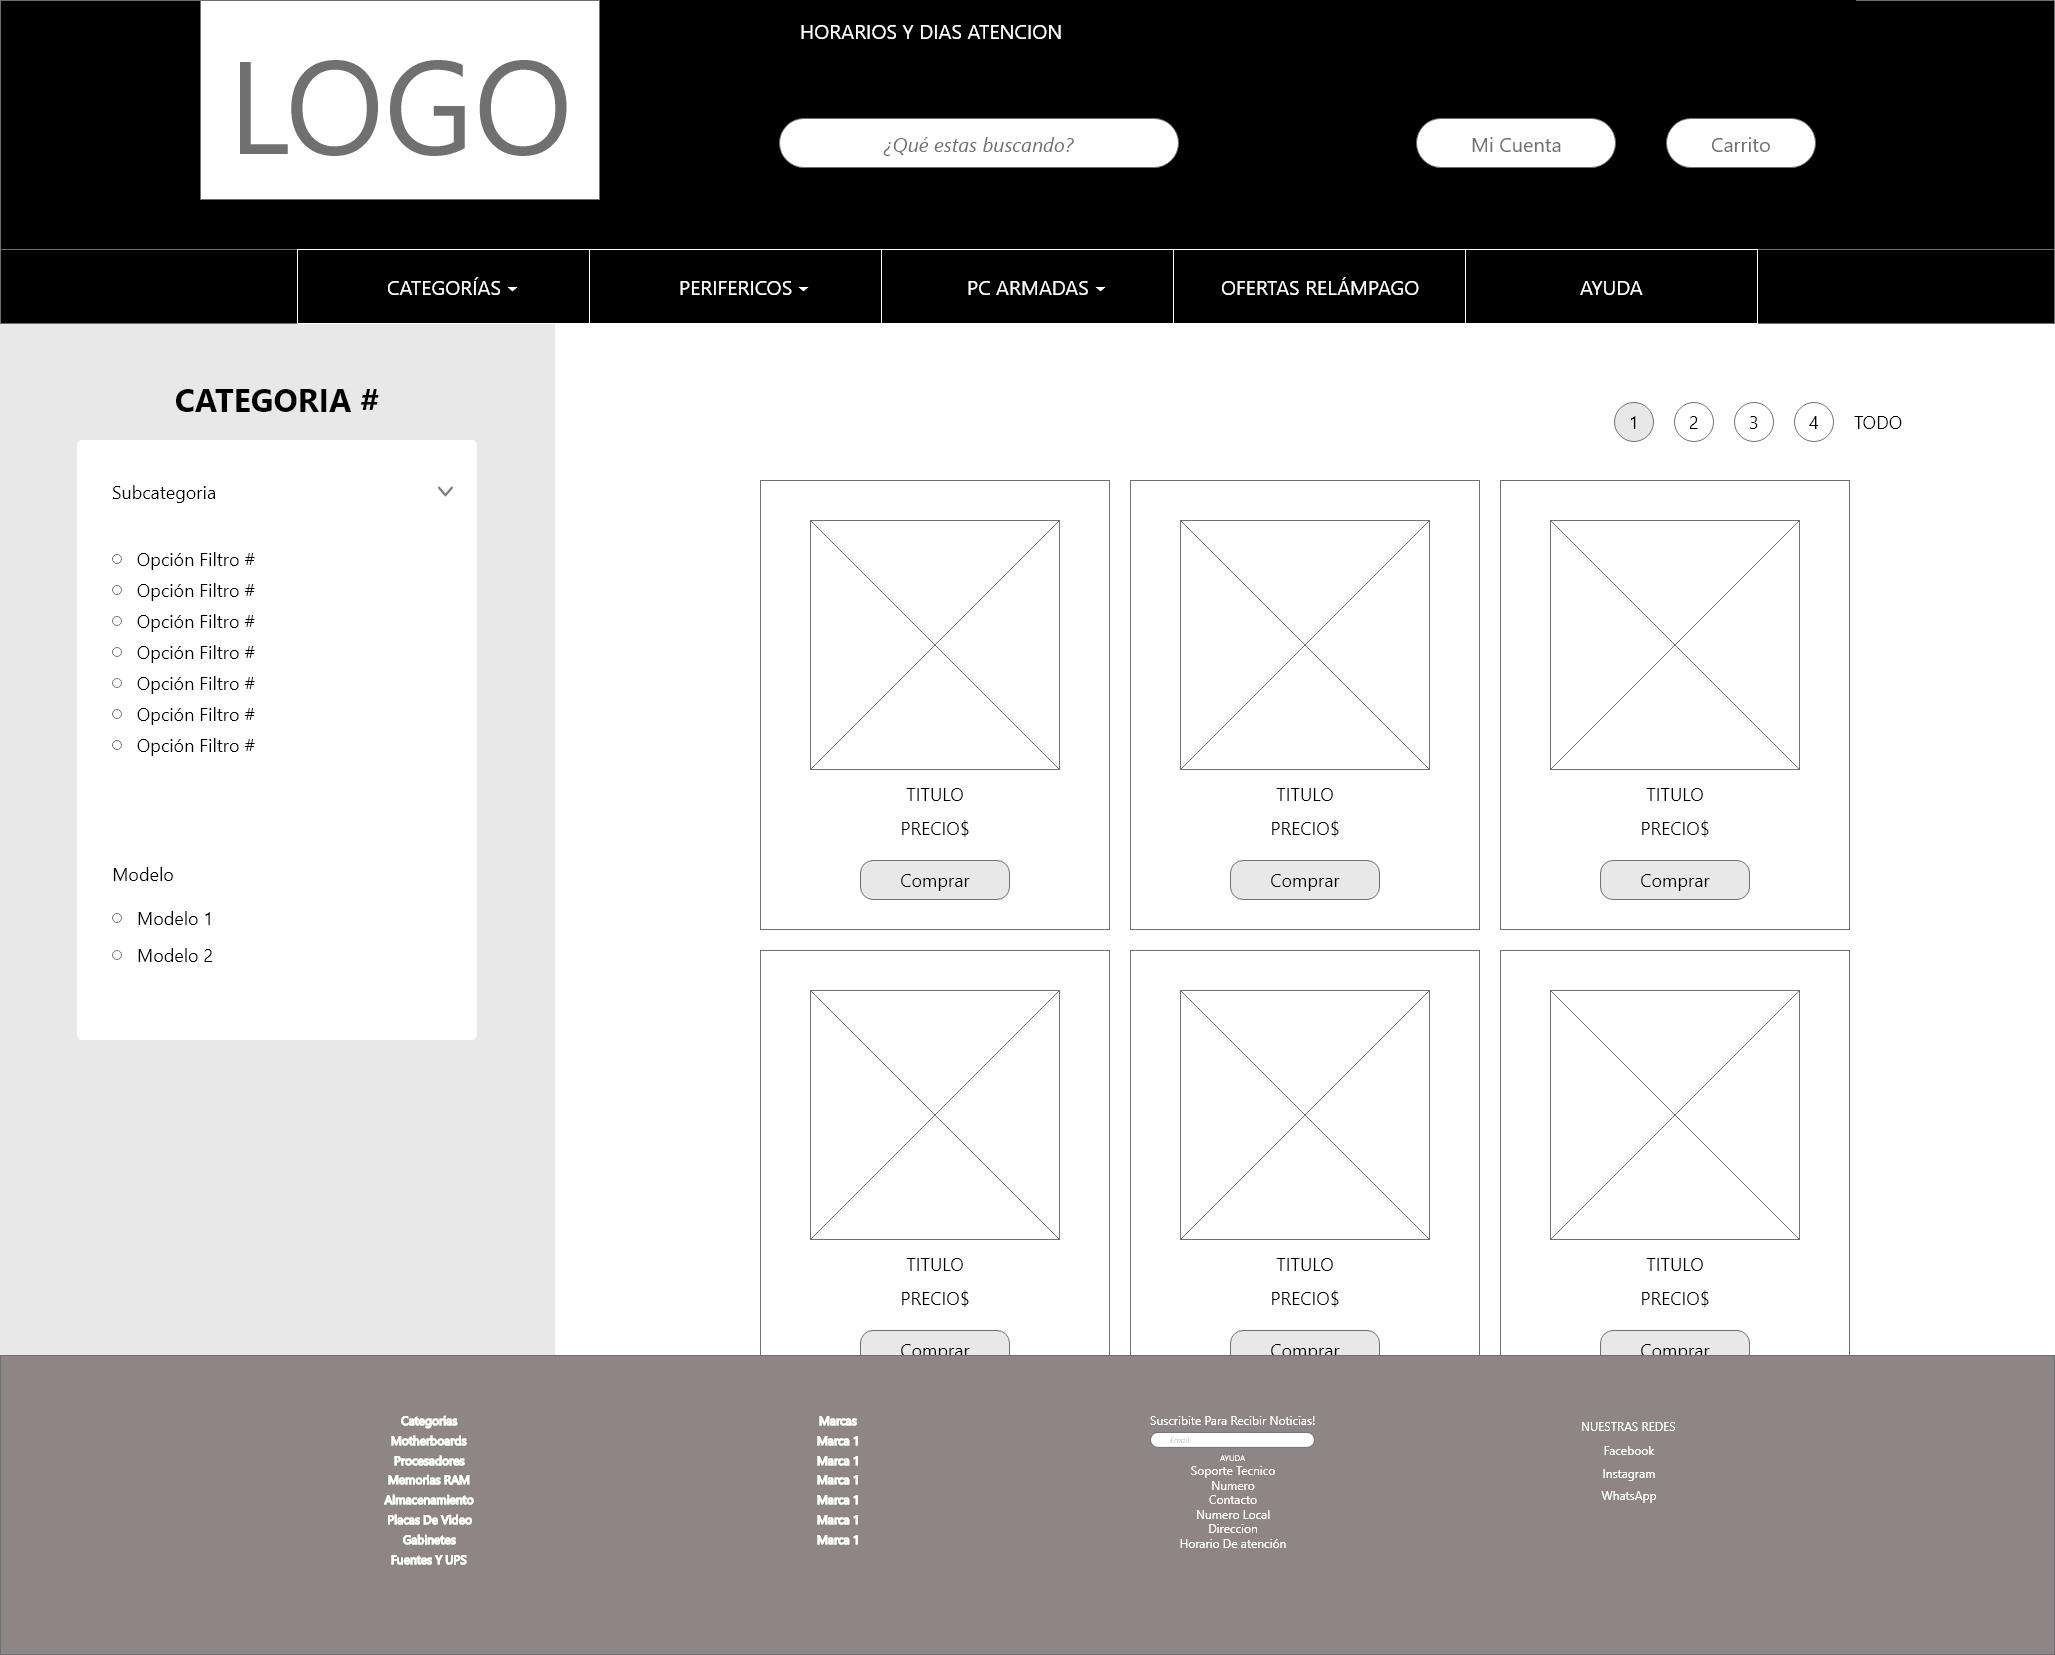 LOGO
HORARIOS Y DIAS ATENCION
¿Qué estas buscando?
Mi Cuenta
Carrito
CATEGORÍAS
PERIFERICOS
PC ARMADAS
OFERTAS RELÁMPAGO
AYUDA
CATEGORIA #
Subcategoria
Opción Filtro #
Opción Filtro #
Opción Filtro #
Opción Filtro #
Opción Filtro #
Opción Filtro #
Opción Filtro #
Modelo
Modelo 1
Modelo 2
1 2 3 4 TODO
TITULO
PRECIO$
Comprar
TITULO
PRECIO$
Comprar
TITULO
PRECIO$
Comprar
TITULO
PRECIO$
Comprar
TITULO
PRECIO$
Comprar
TITULO
PRECIO$
Comprar
Categorias
Motherboards
Procesadores
Memorias RAM
Almacenamiento
Placas De Video
Gabinetes
Fuentes Y UPS
Marcas
Marca 1
Marca 1
Marca 1
Marca 1
Marca 1
Marca 1
Suscribite Para Recibir Noticias!
Email
AYUDA
Soporte Tecnico
Numero
Contacto
Numero Local
Direccion
Horario De atención
NUESTRAS REDES
Facebook
Instagram
WhatsApp